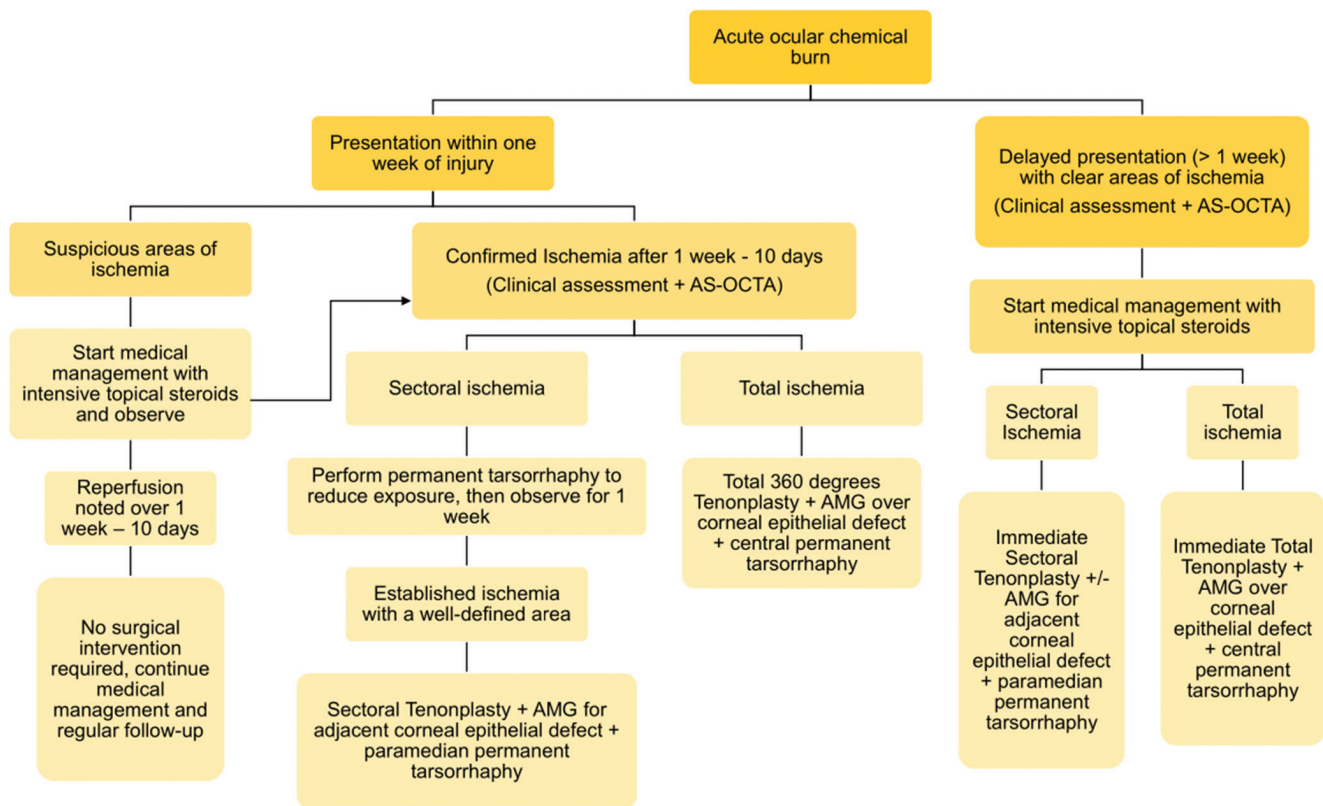 Acute ocular chemical
burn
Presentation within one
week of injury
Delayed presentation (> 1 week)
with clear areas of ischemia
(Clinical assessment + AS-OCTA)
Suspicious areas of
ischemia
Confirmed Ischemia after 1 week - 10 days
(Clinical assessment + AS-OCTA)
Start medical management with
intensive topical steroids
Start medical
management with
intensive topical steroids
and observe
Sectoral ischemia
Total ischemia
Sectoral
Ischemia
Total
ischemia
Reperfusion
noted over 1
week – 10 days
Perform permanent tarsorrhaphy to
reduce exposure, then observe for 1
week
Total 360 degrees
Tenonplasty + AMG over
corneal epithelial defect
+ central permanent
tarsorrhaphy
Immediate
Sectoral
Tenonplasty +/-
AMG for
adjacent
corneal
epithelial defect
+ paramedian
permanent
tarsorrhaphy
Immediate Total
Tenonplasty +
AMG over
corneal
epithelial defect
+ central
permanent
tarsorrhaphy
No surgical
intervention
required, continue
medical
management and
regular follow-up
Established ischemia
with a well-defined area
Sectoral Tenonplasty + AMG for
adjacent corneal epithelial defect +
paramedian permanent
tarsorrhaphy